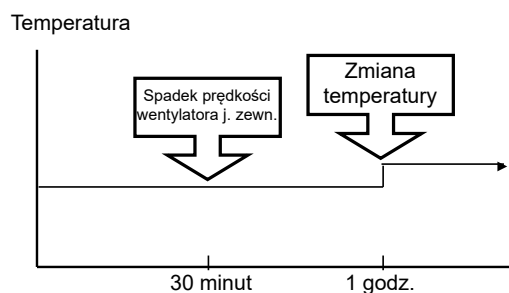 Temperatura
Spadek prędkości
wentylatora j. zewn.
Zmiana
temperatury
30 minut
1 godz.